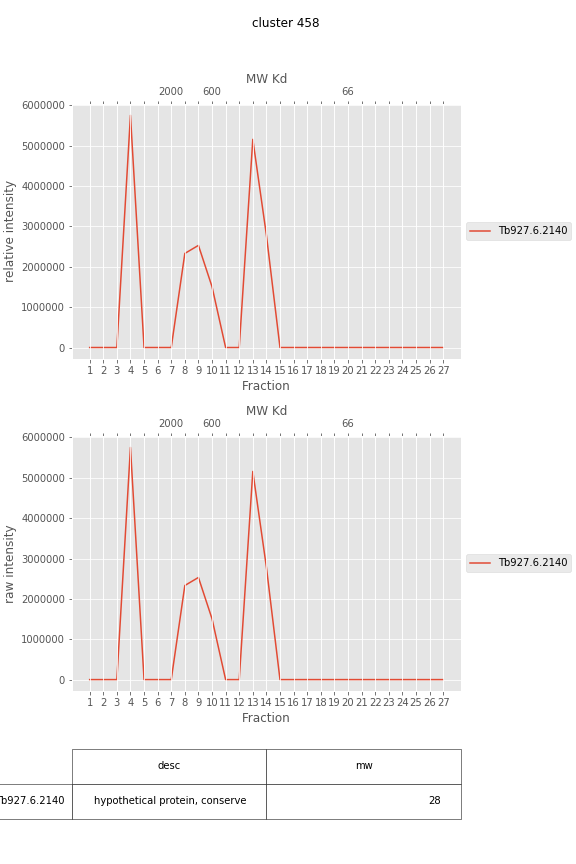 cluster 458
MW Kd
2000 600 66
6000000
5000000
4000000
3000000
2000000
1000000
0
relative intensity
1 2 3 4 5 6 7 8 9 10 11 12 13 14 15 16 17 18 19 20 21 22 23 24 25 26 27
Fraction
Tb927.6.2140
MW Kd
2000 600 66
6000000
5000000
4000000
3000000
2000000
1000000
0
raw intensity
1 2 3 4 5 6 7 8 9 10 11 12 13 14 15 16 17 18 19 20 21 22 23 24 25 26 27
Fraction
Tb927.6.2140
desc mw
b927.6.2140 hypothetical protein, conserve 28